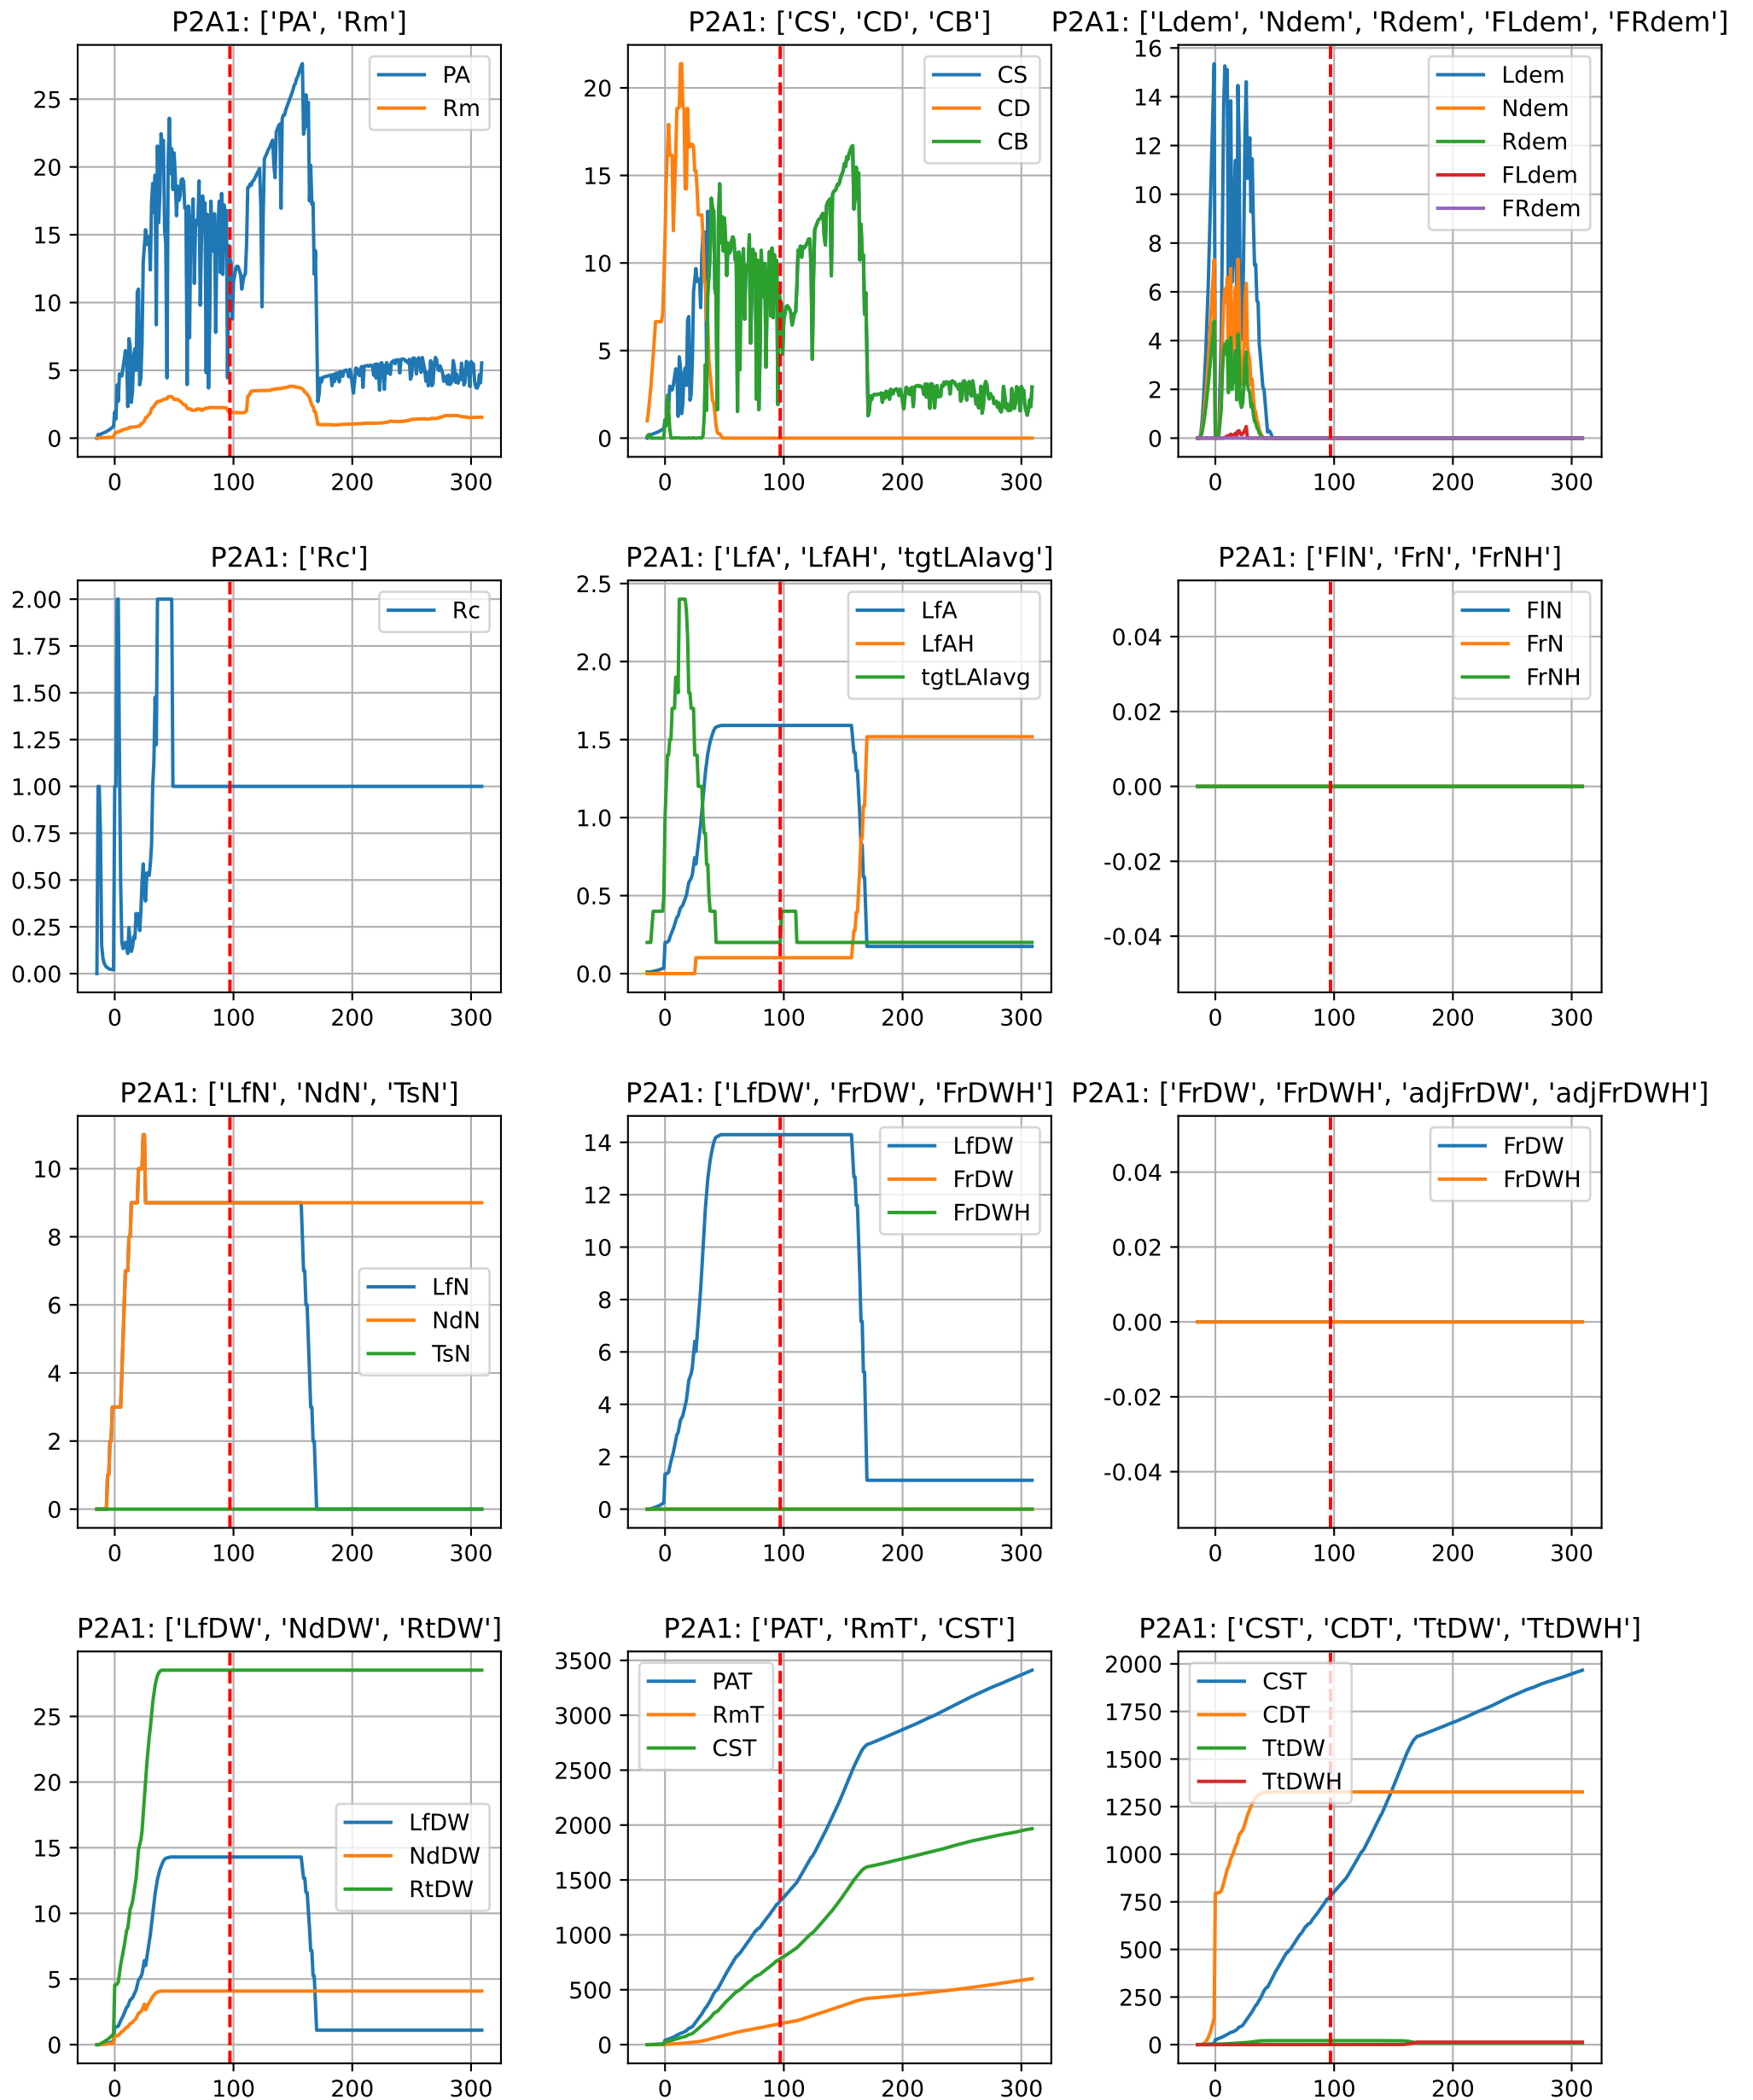 P2A1: ['PA', 'Rm']
PA
Rm
25
20
15
10
5
0
0 100 200 300
P2A1: ['CS', 'CD', 'CB']
CS
CD
CB
20
15
10
5
0
0 100 200 300
P2A1: ['Ldem', 'Ndem', 'Rdem', 'FLdem', 'FRdem']
Ldem
Ndem
Rdem
FLdem
FRdem
16
14
12
10
8
6
4
2
0
0 100 200 300
P2A1: ['Rc']
Rc
2.00
1.75
1.50
1.25
1.00
0.75
0.50
0.25
0.00
0 100 200 300
P2A1: ['LfA', 'LfAH', 'tgtLAIavg']
LfA
LfAH
tgtLAIavg
2.5
2.0
1.5
1.0
0.5
0.0
0 100 200 300
P2A1: ['FlN', 'FrN', 'FrNH']
FlN
FrN
FrNH
0.04
0.02
0.00
-0.02
-0.04
0 100 200 300
P2A1: ['LfN', 'NdN', 'TsN']
LfN
NdN
TsN
10
8
6
4
2
0
0 100 200 300
P2A1: ['LfDW', 'FrDW', 'FrDWH']
LfDW
FrDW
FrDWH
14
12
10
8
6
4
2
0
0 100 200 300
P2A1: ['FrDW', 'FrDWH', 'adjFrDW', 'adjFrDWH']
FrDW
FrDWH
0.04
0.02
0.00
-0.02
-0.04
0 100 200 300
P2A1: ['LfDW', 'NdDW', 'RtDW']
LfDW
NdDW
RtDW
25
20
15
10
5
0
0 100 200 300
P2A1: ['PAT', 'RmT', 'CST']
PAT
RmT
CST
3500
3000
2500
2000
1500
1000
500
0
0 100 200 300
P2A1: ['CST', 'CDT', 'TtDW', 'TtDWH']
CST
CDT
TtDW
TtDWH
2000
1750
1500
1250
1000
750
500
250
0
0 100 200 300